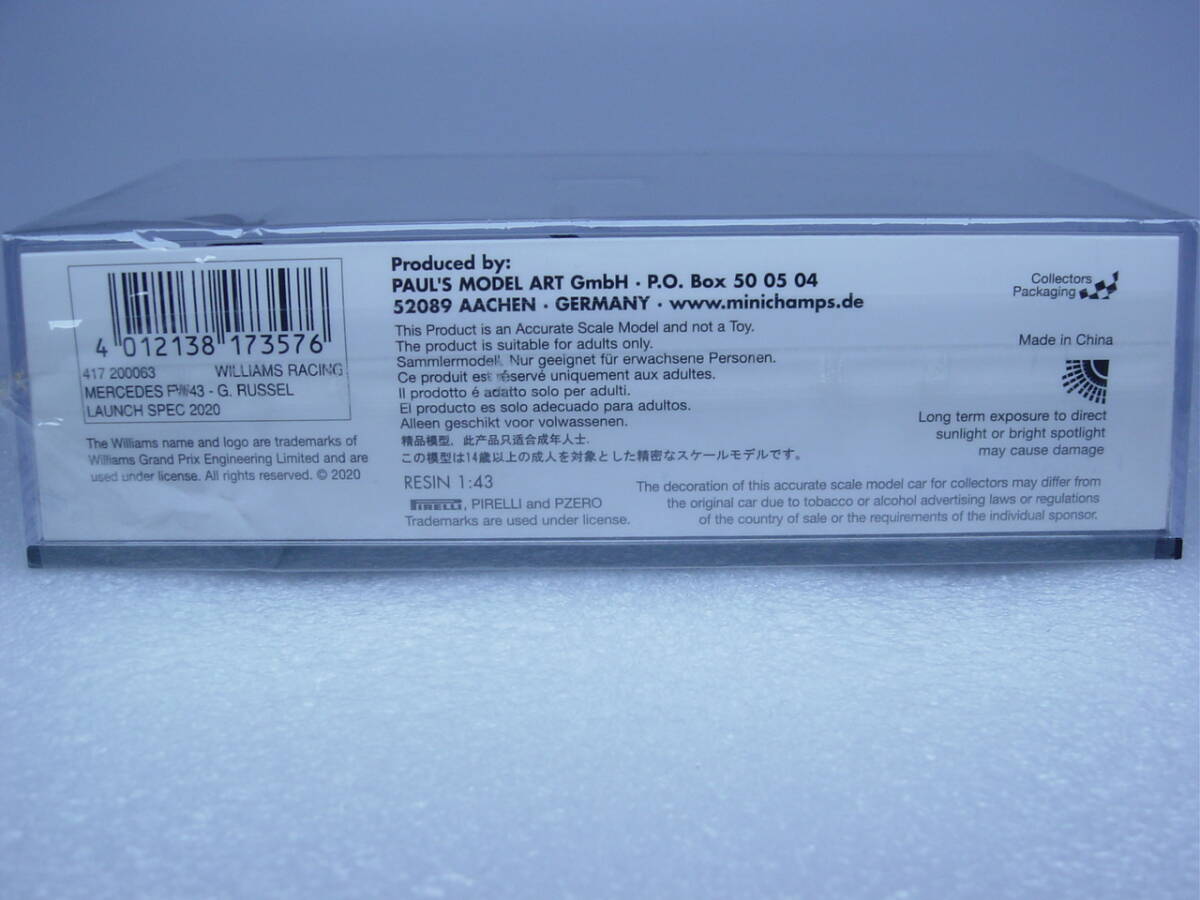 4 012138 173576
417 200063 WILLIAMS RACING
MERCEDES FW43 - G. RUSSEL
LAUNCH SPEC 2020
The Williams name and logo are trademarks of
Williams Grand Prix Engineering Limited and are
used under license. All rights reserved. © 2020
Produced by:
PAUL'S MODEL ART GmbH · P.O. Box 50 05 04
52089 AACHEN · GERMANY · www.minichamps.de
This Product is an Accurate Scale Model and not a Toy.
The product is suitable for adults only.
Sammlermodell. Nur geeignet für erwachsene Personen.
Ce produit est réservé uniquement aux adultes.
Il prodotto é adatto solo per adulti.
El producto es solo adecuado para adultos.
Alleen geschikt voor volwassenen.
精品模型，此产品只适合成年人士.
この模型は14歳以上の成人を対象とした精密なスケールモデルです。
RESIN 1:43
PIRELLI, PIRELLI and PZERO
Trademarks are used under license.
Collectors
Packaging
Made in China
Long term exposure to direct
sunlight or bright spotlight
may cause damage
The decoration of this accurate scale model car for collectors may differ from
the original car due to tobacco or alcohol advertising laws or regulations
of the country of sale or the requirements of the individual sponsor.